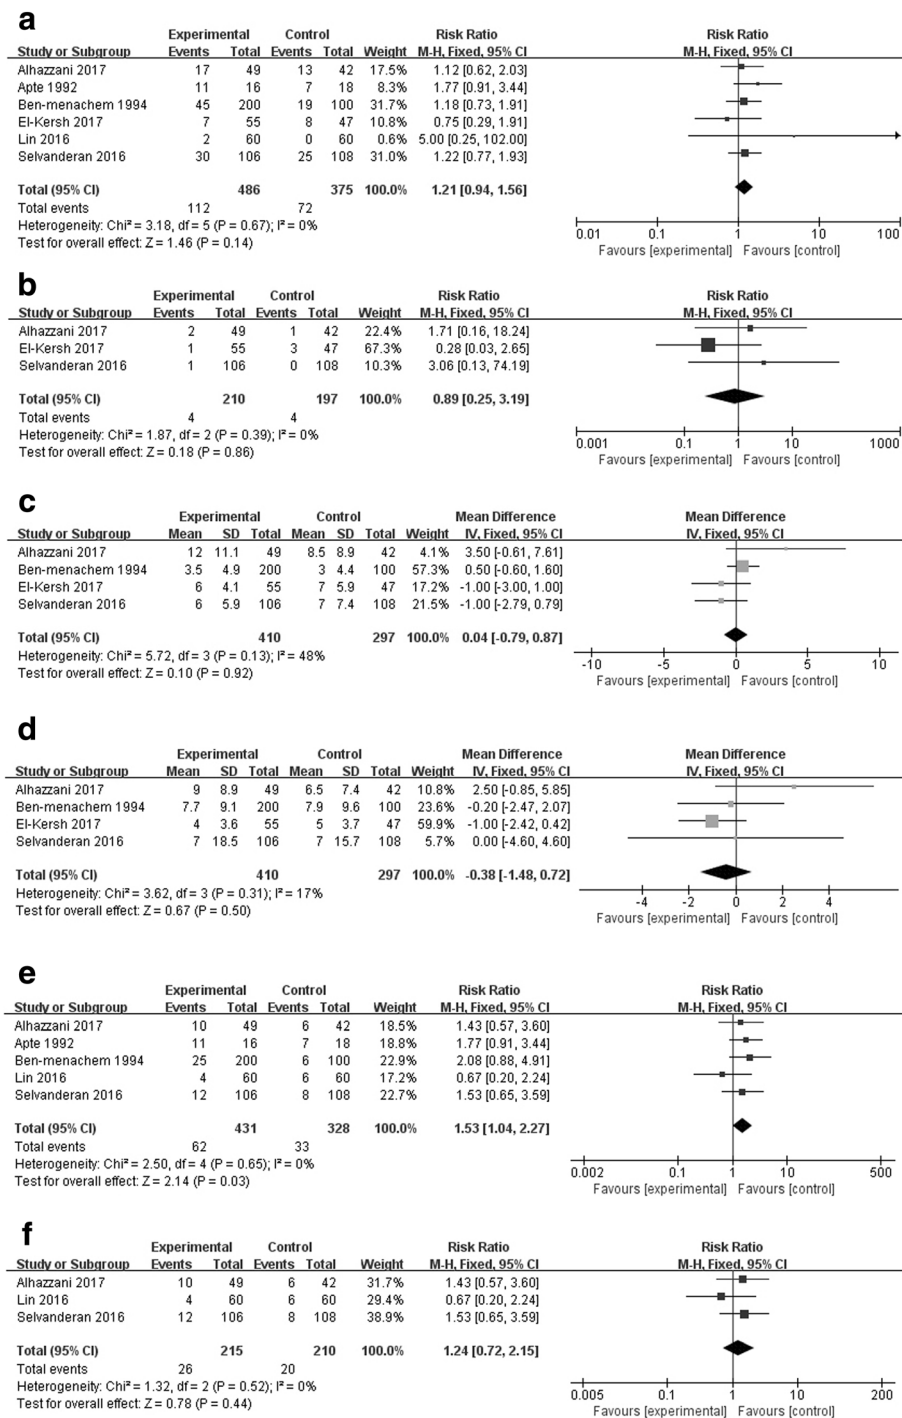 a
Experimental Control Risk Ratio Risk Ratio
Study or Subgroup Events Total Events Total Weight M-H, Fixed, 95% CI M-H, Fixed, 95% CI
Alhazzani 2017 17 49 13 42 17.5% 1.12 [0.62, 2.03]
Apte 1992 11 16 7 18 8.3% 1.77 [0.91, 3.44]
Ben-menachem 1994 45 200 19 100 31.7% 1.18 [0.73, 1.91]
El-Kersh 2017 7 55 8 47 10.8% 0.75 [0.29, 1.91]
Lin 2016 2 60 0 60 0.6% 5.00 [0.25, 102.00]
Selvanderan 2016 30 106 25 108 31.0% 1.22 [0.77, 1.93]
Total (95% CI) 486 375 100.0% 1.21 [0.94, 1.56]
Total events 112 72
Heterogeneity: Chi² = 3.18, df = 5 (P = 0.67); I² = 0%
Test for overall effect: Z = 1.46 (P = 0.14)
0.01 0.1 1 10 100
Favours [experimental] Favours [control]
b
Experimental Control Risk Ratio Risk Ratio
Study or Subgroup Events Total Events Total Weight M-H, Fixed, 95% CI M-H, Fixed, 95% CI
Alhazzani 2017 2 49 1 42 22.4% 1.71 [0.16, 18.24]
El-Kersh 2017 1 55 3 47 67.3% 0.28 [0.03, 2.65]
Selvanderan 2016 1 106 0 108 10.3% 3.06 [0.13, 74.19]
Total (95% CI) 210 197 100.0% 0.89 [0.25, 3.19]
Total events 4 4
Heterogeneity: Chi² = 1.87, df = 2 (P = 0.39); I² = 0%
Test for overall effect: Z = 0.18 (P = 0.86)
0.001 0.1 1 10 1000
Favours [experimental] Favours [control]
c
Experimental Control Mean Difference Mean Difference
Study or Subgroup Mean SD Total Mean SD Total Weight IV, Fixed, 95% CI IV, Fixed, 95% CI
Alhazzani 2017 12 11.1 49 8.5 8.9 42 4.1% 3.50 [-0.61, 7.61]
Ben-menachem 1994 3.5 4.9 200 3 4.4 100 57.3% 0.50 [-0.60, 1.60]
El-Kersh 2017 6 4.1 55 7 5.9 47 17.2% -1.00 [-3.00, 1.00]
Selvanderan 2016 6 5.9 106 7 7.4 108 21.5% -1.00 [-2.79, 0.79]
Total (95% CI) 410 297 100.0% 0.04 [-0.79, 0.87]
Heterogeneity: Chi² = 5.72, df = 3 (P = 0.13); I² = 48%
Test for overall effect: Z = 0.10 (P = 0.92)
-10 -5 0 5 10
Favours [experimental] Favours [control]
d
Experimental Control Mean Difference Mean Difference
Study or Subgroup Mean SD Total Mean SD Total Weight IV, Fixed, 95% CI IV, Fixed, 95% CI
Alhazzani 2017 9 8.9 49 6.5 7.4 42 10.8% 2.50 [-0.85, 5.85]
Ben-menachem 1994 7.7 9.1 200 7.9 9.6 100 23.6% -0.20 [-2.47, 2.07]
El-Kersh 2017 4 3.6 55 5 3.7 47 59.9% -1.00 [-2.42, 0.42]
Selvanderan 2016 7 18.5 106 7 15.7 108 5.7% 0.00 [-4.60, 4.60]
Total (95% CI) 410 297 100.0% -0.38 [-1.48, 0.72]
Heterogeneity: Chi² = 3.62, df = 3 (P = 0.31); I² = 17%
Test for overall effect: Z = 0.67 (P = 0.50)
-4 -2 0 2 4
Favours [experimental] Favours [control]
e
Experimental Control Risk Ratio Risk Ratio
Study or Subgroup Events Total Events Total Weight M-H, Fixed, 95% CI M-H, Fixed, 95% CI
Alhazzani 2017 10 49 6 42 18.5% 1.43 [0.57, 3.60]
Apte 1992 11 16 7 18 18.8% 1.77 [0.91, 3.44]
Ben-menachem 1994 25 200 6 100 22.9% 2.08 [0.88, 4.91]
Lin 2016 4 60 6 60 17.2% 0.67 [0.20, 2.24]
Selvanderan 2016 12 106 8 108 22.7% 1.53 [0.65, 3.59]
Total (95% CI) 431 328 100.0% 1.53 [1.04, 2.27]
Total events 62 33
Heterogeneity: Chi² = 2.50, df = 4 (P = 0.65); I² = 0%
Test for overall effect: Z = 2.14 (P = 0.03)
0.002 0.1 1 10 500
Favours [experimental] Favours [control]
f
Experimental Control Risk Ratio Risk Ratio
Study or Subgroup Events Total Events Total Weight M-H, Fixed, 95% CI M-H, Fixed, 95% CI
Alhazzani 2017 10 49 6 42 31.7% 1.43 [0.57, 3.60]
Lin 2016 4 60 6 60 29.4% 0.67 [0.20, 2.24]
Selvanderan 2016 12 106 8 108 38.9% 1.53 [0.65, 3.59]
Total (95% CI) 215 210 100.0% 1.24 [0.72, 2.15]
Total events 26 20
Heterogeneity: Chi² = 1.32, df = 2 (P = 0.52); I² = 0%
Test for overall effect: Z = 0.78 (P = 0.44)
0.005 0.1 1 10 200
Favours [experimental] Favours [control]